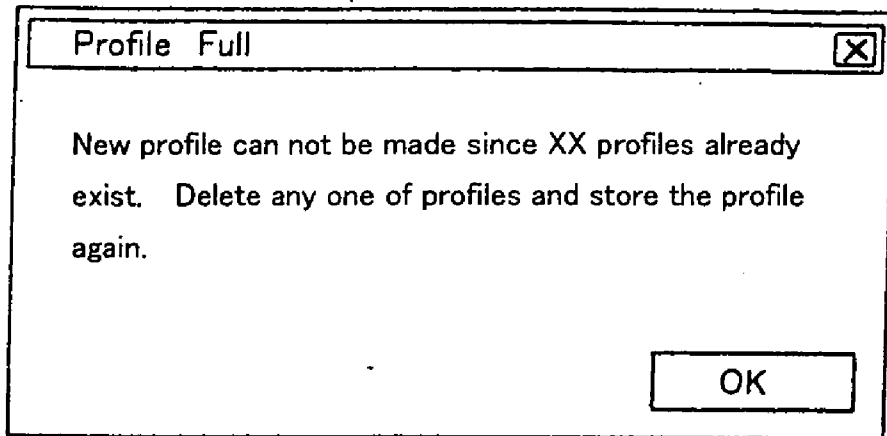 Profile Full
New profile can not be made since XX profiles already
exist. Delete any one of profiles and store the profile
again.
OK